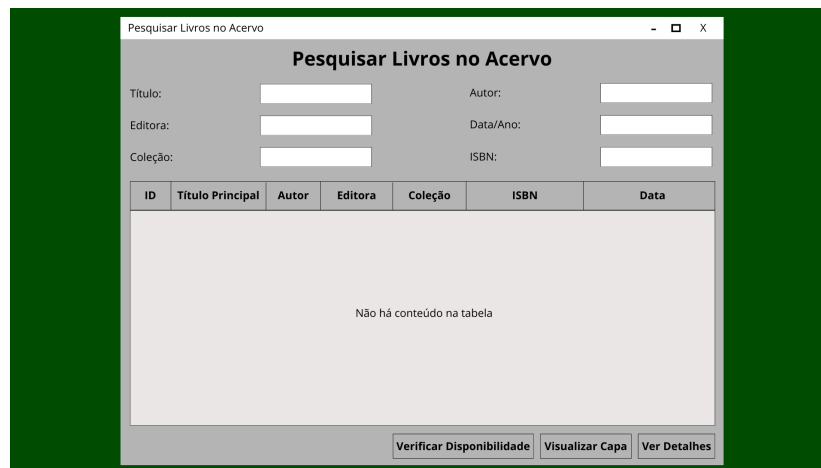 Pesquisar Livros no Acervo - X
Pesquisar Livros no Acervo
Título: Autor:
Editora: Data/Ano:
Coleção: ISBN:
ID Título Principal Autor Editora Coleção ISBN Data
Não há conteúdo na tabela
Verificar Disponibilidade Visualizar Capa Ver Detalhes